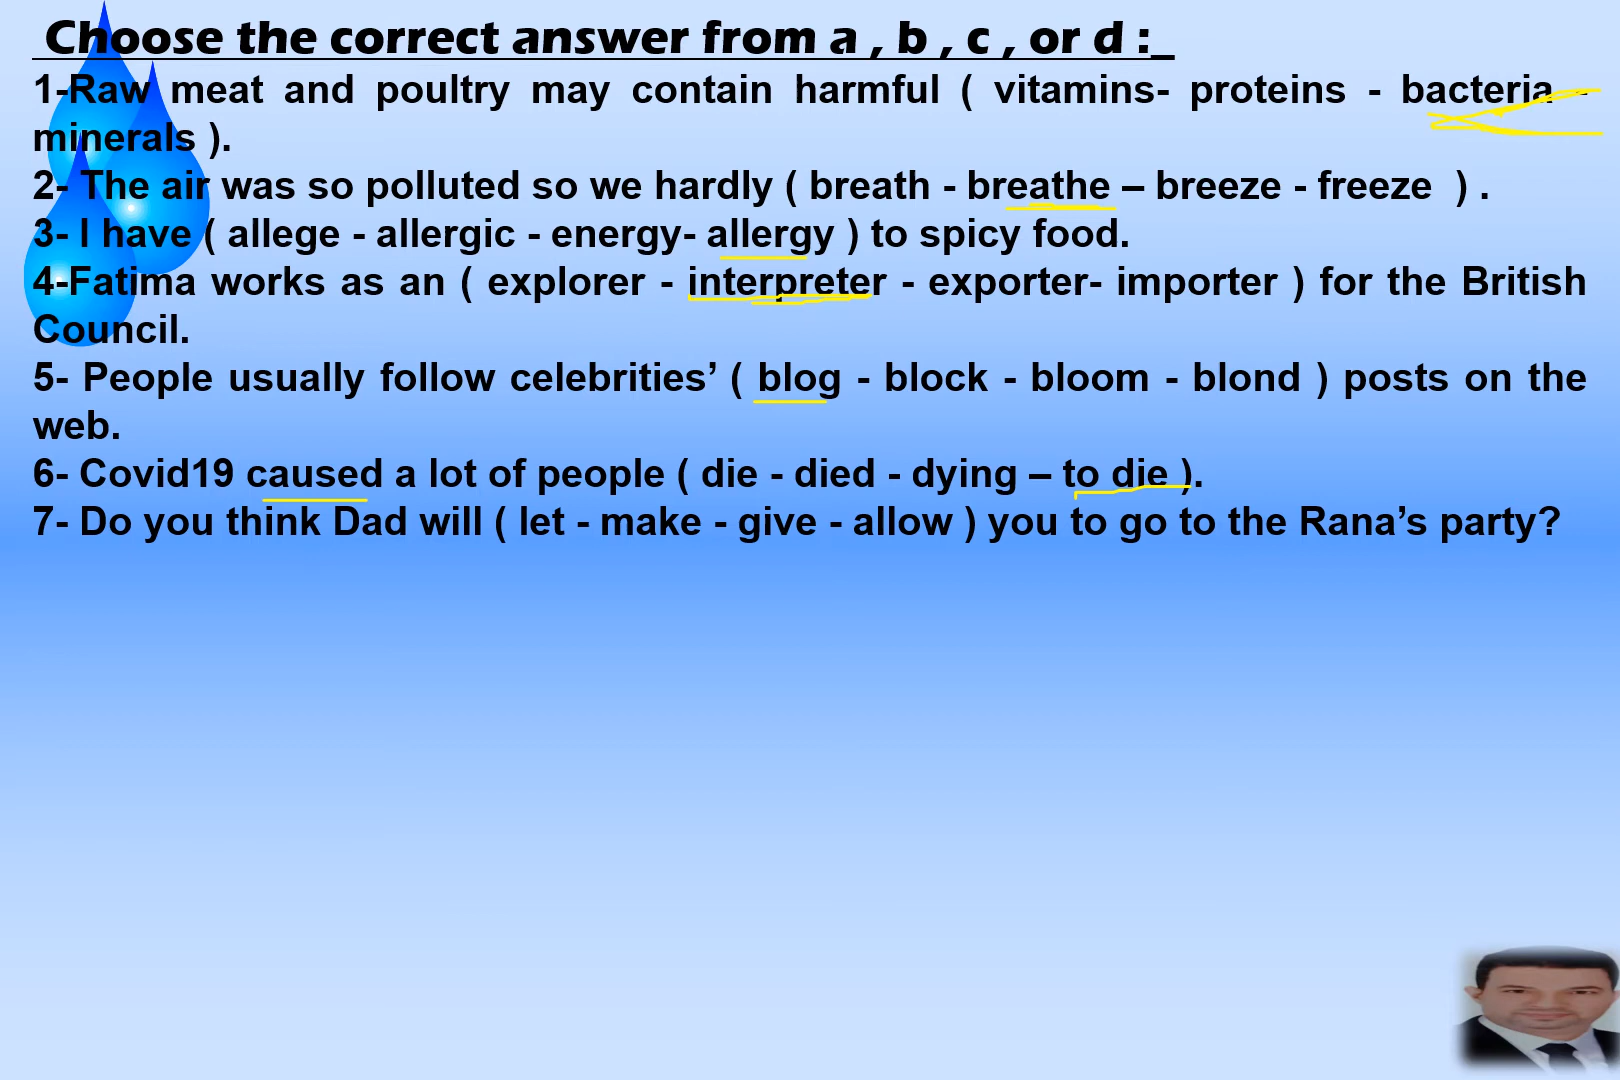 Choose the correct answer from a , b , c , or d :_
1-Raw meat and poultry may contain harmful ( vitamins- proteins - bacteria -
minerals ).
2- The air was so polluted so we hardly ( breath - breathe – breeze - freeze  ) .
3- I have ( allege - allergic - energy- allergy ) to spicy food.
4-Fatima works as an ( explorer - interpreter - exporter- importer ) for the British
Council.
5- People usually follow celebrities’ ( blog - block - bloom - blond ) posts on the
web.
6- Covid19 caused a lot of people ( die - died - dying – to die ).
7- Do you think Dad will ( let - make - give - allow ) you to go to the Rana’s party?